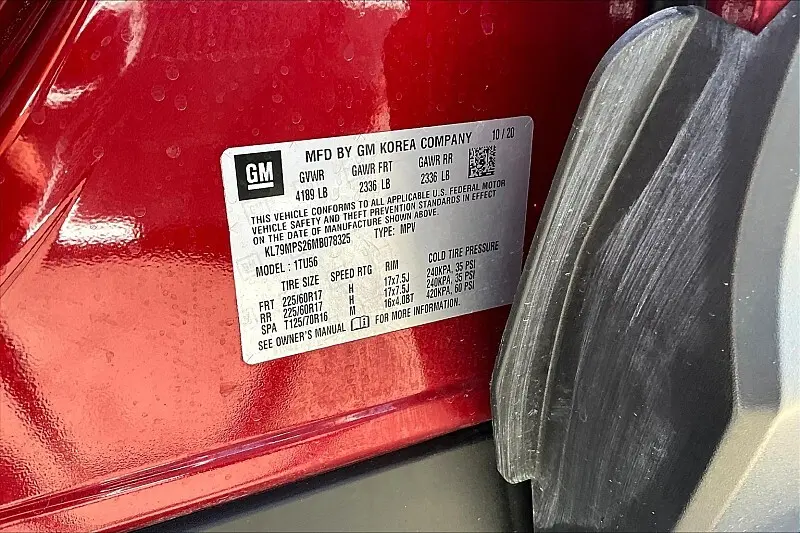 GM
MFD BY GM KOREA COMPANY 10/20
GVWR GAWR FRT GAWR RR
4189 LB 2336 LB 2336 LB
THIS VEHICLE CONFORMS TO ALL APPLICABLE U.S. FEDERAL MOTOR
VEHICLE SAFETY AND THEFT PREVENTION STANDARDS IN EFFECT
ON THE DATE OF MANUFACTURE SHOWN ABOVE.
KL79MPS26MB078325 TYPE: MPV
MODEL: 1TU56
TIRE SIZE SPEED RTG RIM COLD TIRE PRESSURE
FRT 225/60R17 H 17x7.5J 240KPA, 35 PSI
RR 225/60R17 H 17x7.5J 240KPA, 35 PSI
SPA T125/70R16 M 16x4.0BT 420KPA, 60 PSI
SEE OWNER'S MANUAL FOR MORE INFORMATION.